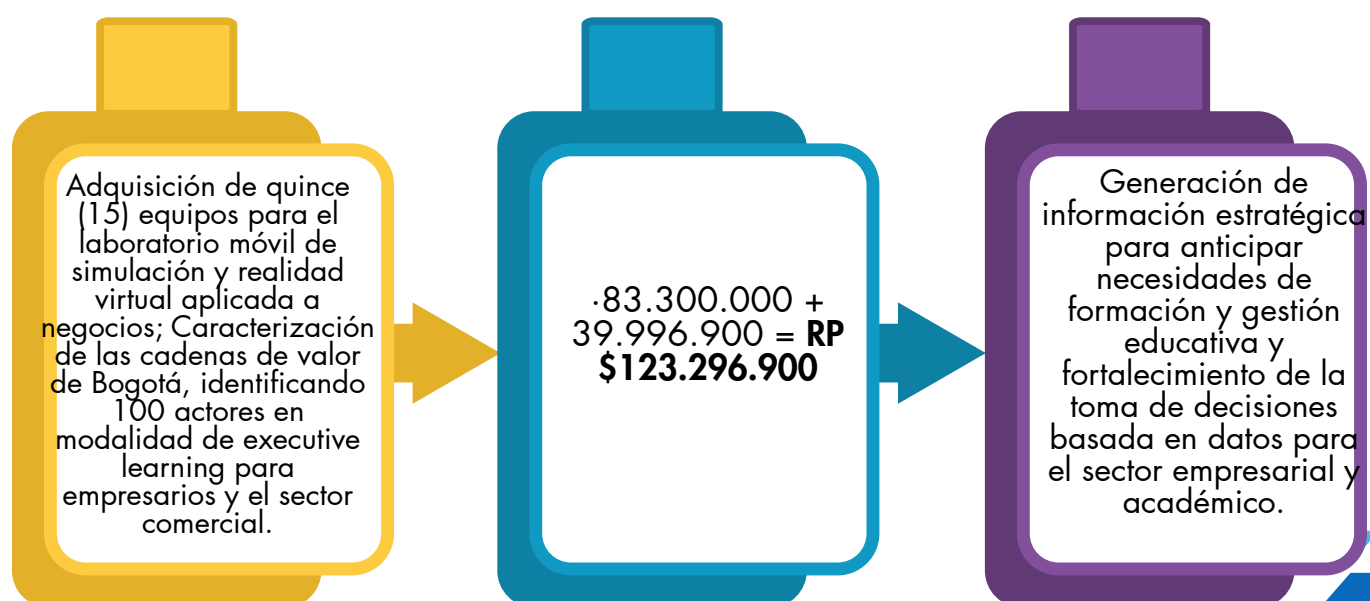 Adquisición de quince
(15) equipos para el
laboratorio móvil de
simulación y realidad
virtual aplicada a
negocios; Caracterización
de las cadenas de valor
de Bogotá, identificando
100 actores en
modalidad de executive
learning para
empresarios y el sector
comercial.
·83.300.000 +
39.996.900 = RP
$123.296.900
Generación de
información estratégica
para anticipar
necesidades de
formación y gestión
educativa y
fortalecimiento de la
toma de decisiones
basada en datos para
el sector empresarial y
académico.